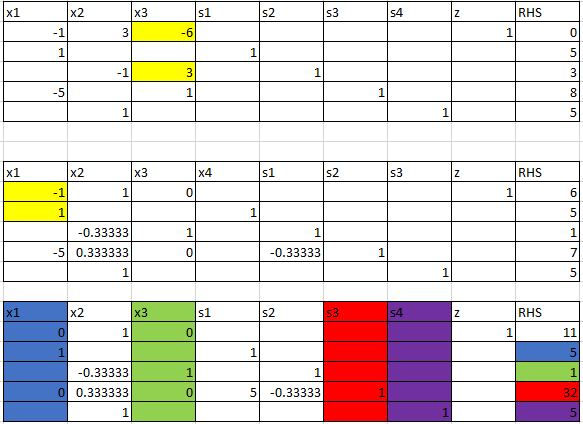 x1 x2 x3 s1 s2 s3 s4 z RHS
-1 3 -6 1 0
1 1 5
-1 3 1 3
-5 1 1 8
1 1 5
x1 x2 x3 x4 s1 s2 s3 z RHS
-1 1 0 1 6
1 1 5
-0.33333 1 1 1
-5 0.333333 0 -0.33333 1 7
1 1 5
x1 x2 x3 s1 s2 s3 s4 z RHS
0 1 0 1 11
1 1 5
-0.33333 1 1 1
0 0.333333 0 5 -0.33333 1 32
1 1 5